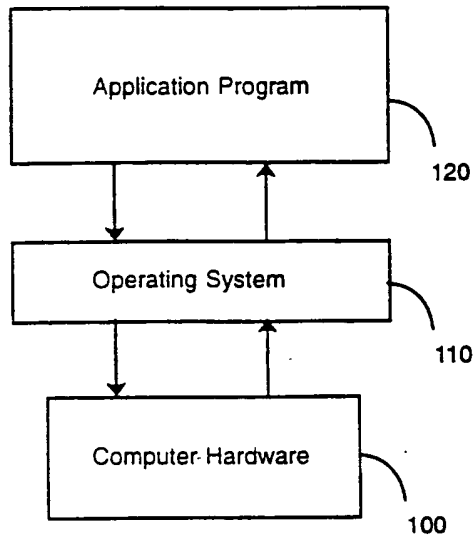 Application Program
120
Operating System
110
Computer Hardware
100